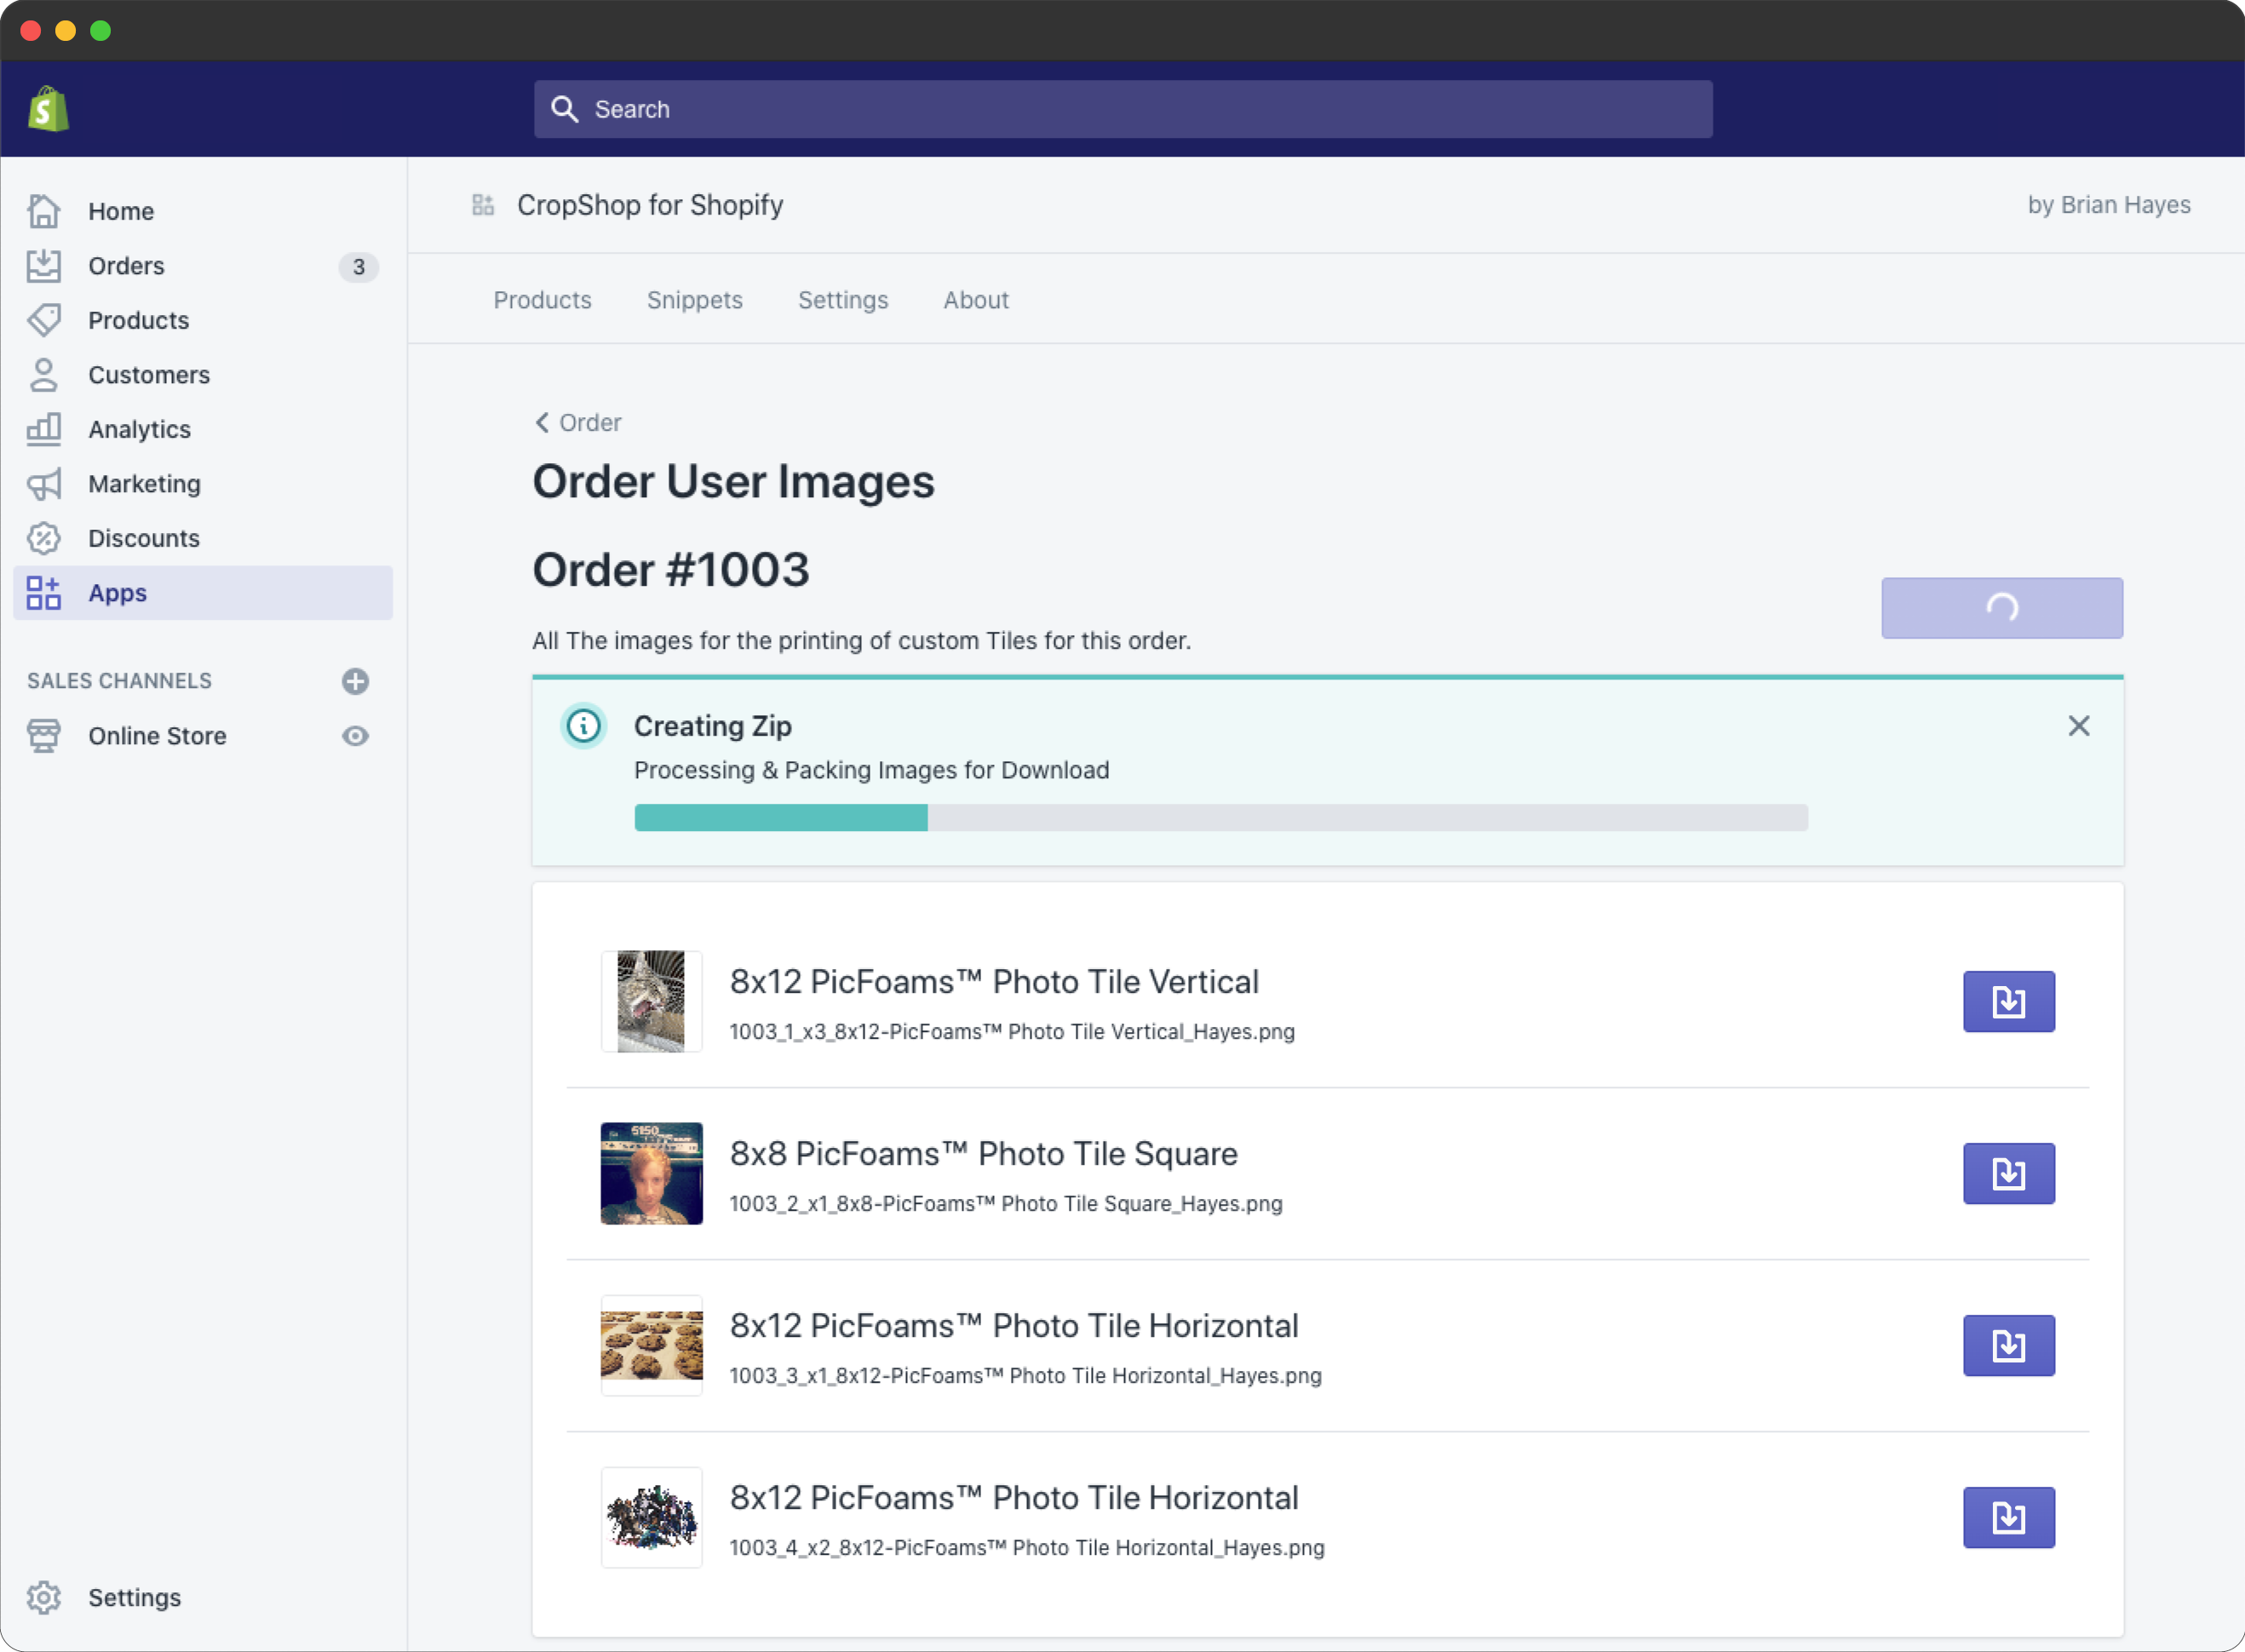 Search
Home
Orders 3
Products
Customers
Analytics
Marketing
Discounts
Apps
SALES CHANNELS
Online Store
Settings
CropShop for Shopify
by Brian Hayes
Products Snippets Settings About
Order
Order User Images
Order #1003
All The images for the printing of custom Tiles for this order.
Creating Zip
Processing & Packing Images for Download
8x12 PicFoams™ Photo Tile Vertical
1003_1_x3_8x12-PicFoams™ Photo Tile Vertical_Hayes.png
5150
8x8 PicFoams™ Photo Tile Square
1003_2_x1_8x8-PicFoams™ Photo Tile Square_Hayes.png
8x12 PicFoams™ Photo Tile Horizontal
1003_3_x1_8x12-PicFoams™ Photo Tile Horizontal_Hayes.png
8x12 PicFoams™ Photo Tile Horizontal
1003_4_x2_8x12-PicFoams™ Photo Tile Horizontal_Hayes.png